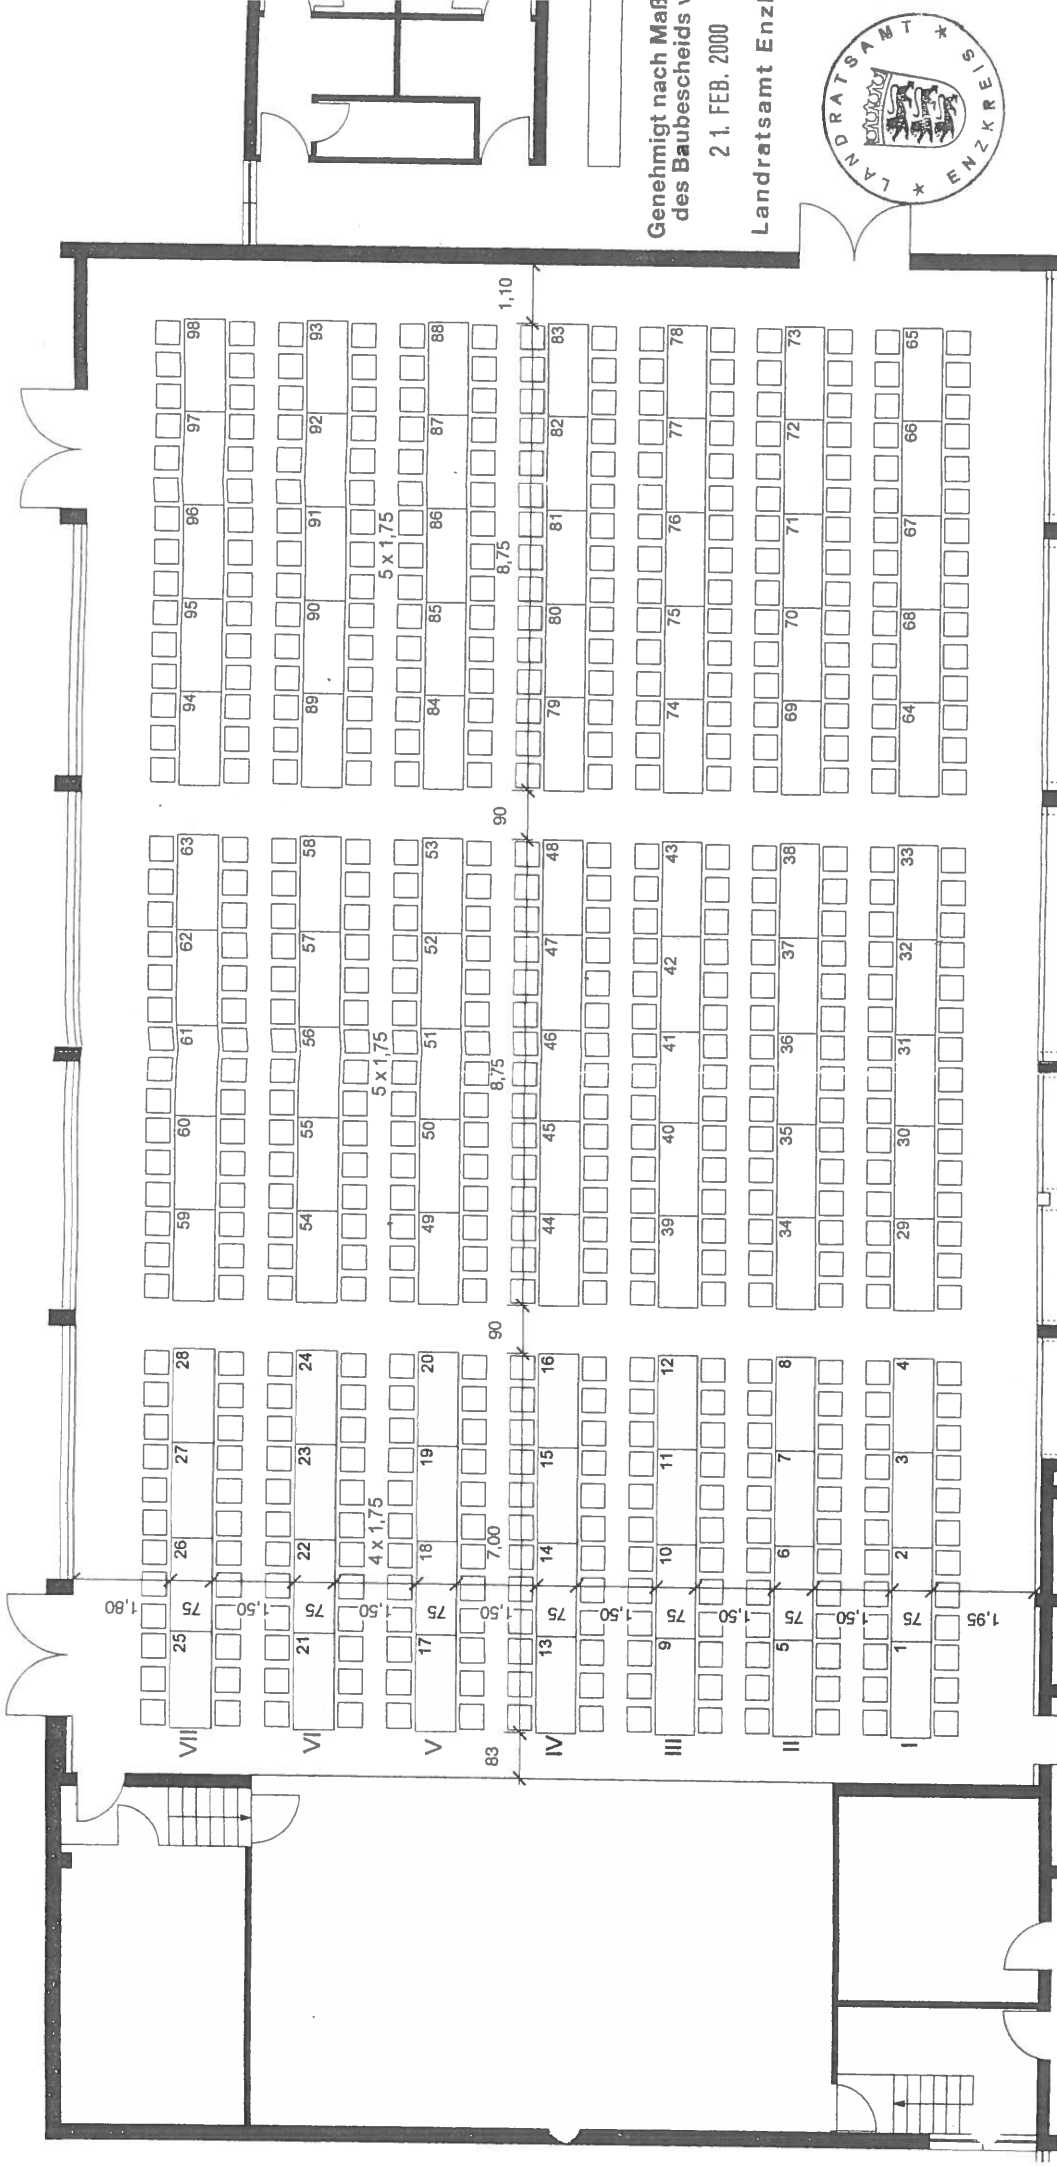 1,80
VII 25 26 27 28 59 60 61 62 63 94 95 96 97 98
75
1,50
VI 21 22 23 24 54 55 56 57 58 89 90 91 92 93
75
1,50
4 x 1,75 5 x 1,75 5 x 1,75
V 17 18 19 20 49 50 51 52 53 84 85 86 87 88
75
1,50
83 7,00 90 8,75 90 8,75 1,10
IV 13 14 15 16 44 45 46 47 48 79 80 81 82 83
75
1,50
III 9 10 11 12 39 40 41 42 43 74 75 76 77 78
75
1,50
II 5 6 7 8 34 35 36 37 38 69 70 71 72 73
75
1,50
I 1 2 3 4 29 30 31 32 33 64 68 67 66 65
75
1,95
Genehmigt nach Maß
des Baubescheids
21. FEB. 2000
Landratsamt
LANDRATSAMT
ENZKREIS